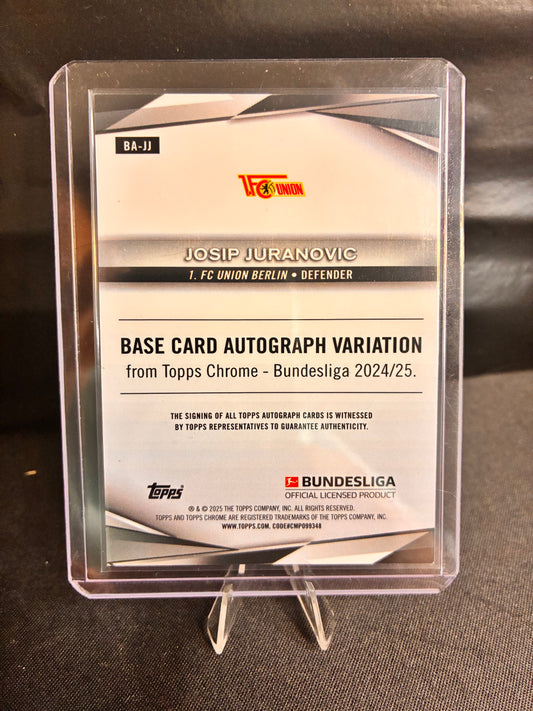 BA-JJ
1.FC UNION
JOSIP JURANOVIC
1. FC UNION BERLIN • DEFENDER
BASE CARD AUTOGRAPH VARIATION
from Topps Chrome - Bundesliga 2024/25.
THE SIGNING OF ALL TOPPS AUTOGRAPH CARDS IS WITNESSED
BY TOPPS REPRESENTATIVES TO GUARANTEE AUTHENTICITY.
topps
BUNDESLIGA
OFFICIAL LICENSED PRODUCT
® & © 2025 THE TOPPS COMPANY, INC. ALL RIGHTS RESERVED.
TOPPS AND TOPPS CHROME ARE REGISTERED TRADEMARKS OF THE TOPPS COMPANY, INC.
WWW.TOPPS.COM. CODE#CMP099348